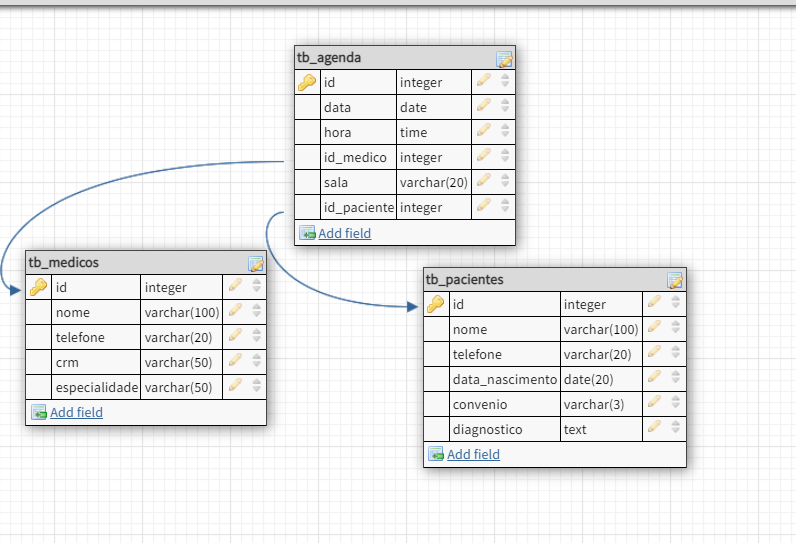 tb_agenda
id integer
data date
hora time
id_medico integer
sala varchar(20)
id_paciente integer
Add field
tb_medicos
id integer
nome varchar(100)
telefone varchar(20)
crm varchar(50)
especialidade varchar(50)
Add field
tb_pacientes
id integer
nome varchar(100)
telefone varchar(20)
data_nascimento date(20)
convenio varchar(3)
diagnostico text
Add field